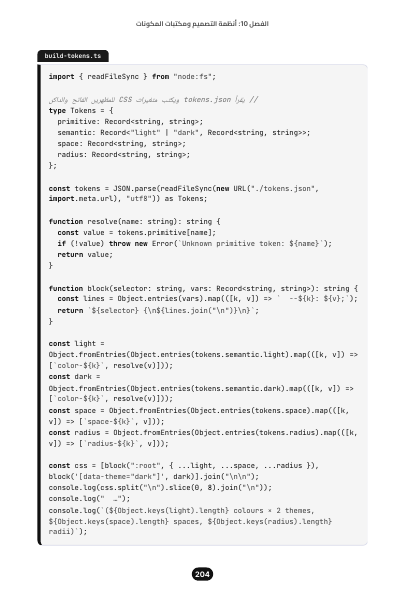 الفصل 10: أنظمة التصميم ومكتبات المكونات
build-tokens.ts
import { readFileSync } from "node:fs";
// يقرأ tokens.json ويكتب متغيرات CSS للمظهرين الفاتح والداكن
type Tokens = {
  primitive: Record<string, string>;
  semantic: Record<"light" | "dark", Record<string, string>>;
  space: Record<string, string>;
  radius: Record<string, string>;
};
const tokens = JSON.parse(readFileSync(new URL("./tokens.json",
import.meta.url), "utf8")) as Tokens;
function resolve(name: string): string {
  const value = tokens.primitive[name];
  if (!value) throw new Error(`Unknown primitive token: ${name}`);
  return value;
}
function block(selector: string, vars: Record<string, string>): string {
  const lines = Object.entries(vars).map(([k, v]) => `  --${k}: ${v};`);
  return `${selector} {\n${lines.join("\n")}\n}`;
}
const light =
Object.fromEntries(Object.entries(tokens.semantic.light).map(([k, v]) =>
[`color-${k}`, resolve(v)]));
const dark =
Object.fromEntries(Object.entries(tokens.semantic.dark).map(([k, v]) =>
[`color-${k}`, resolve(v)]));
const space = Object.fromEntries(Object.entries(tokens.space).map(([k,
v]) => [`space-${k}`, v]));
const radius = Object.fromEntries(Object.entries(tokens.radius).map(([k,
v]) => [`radius-${k}`, v]));
const css = [block(":root", { ...light, ...space, ...radius }),
block('[data-theme="dark"]', dark)].join("\n\n");
console.log(css.split("\n").slice(0, 8).join("\n"));
console.log("  …");
console.log(`(${Object.keys(light).length} colours × 2 themes,
${Object.keys(space).length} spaces, ${Object.keys(radius).length}
radii)`);
204